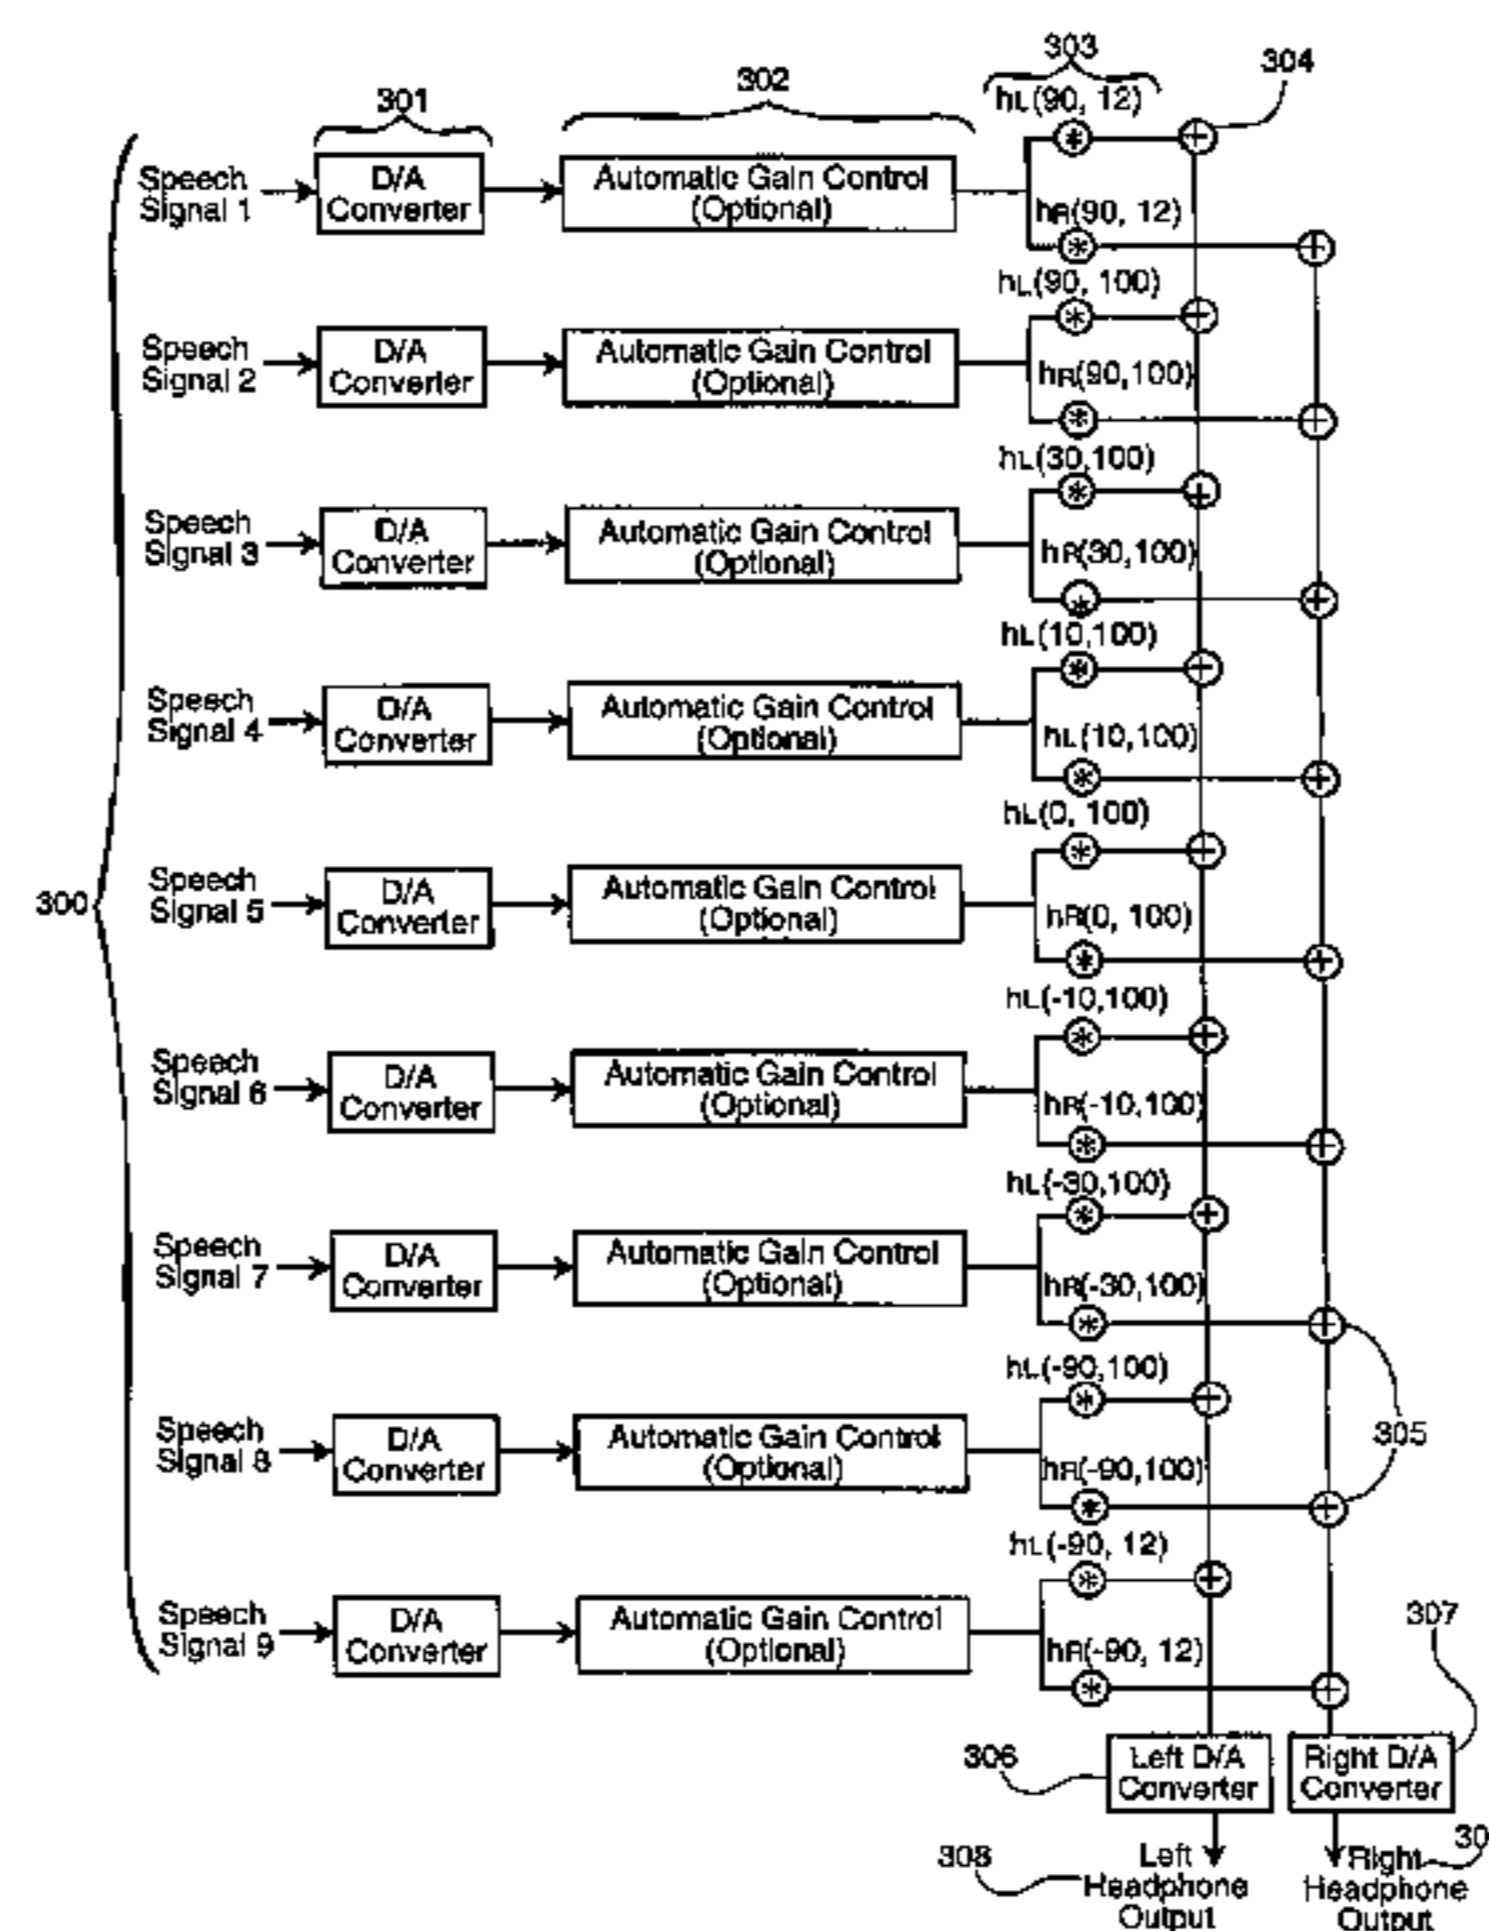 303
304
302
301
hL(90, 12)
Speech Signal 1
D/A Converter
Automatic Gain Control (Optional)
hR(90, 12)
hL(90, 100)
Speech Signal 2
D/A Converter
Automatic Gain Control (Optional)
hR(90,100)
hL(30,100)
Speech Signal 3
D/A Converter
Automatic Gain Control (Optional)
hR(30,100)
hL(10,100)
Speech Signal 4
D/A Converter
Automatic Gain Control (Optional)
hL(10,100)
hL(0, 100)
300
Speech Signal 5
D/A Converter
Automatic Gain Control (Optional)
hR(0, 100)
hL(-10,100)
Speech Signal 6
D/A Converter
Automatic Gain Control (Optional)
hR(-10,100)
hL(-30,100)
Speech Signal 7
D/A Converter
Automatic Gain Control (Optional)
hR(-30,100)
hL(-90,100)
305
Speech Signal 8
D/A Converter
Automatic Gain Control (Optional)
hR(-90,100)
hL(-90, 12)
Speech Signal 9
D/A Converter
Automatic Gain Control (Optional)
hR(-90, 12)
307
306
Left D/A Converter
Right D/A Converter
308
Left Headphone Output
30
Right Headphone Output